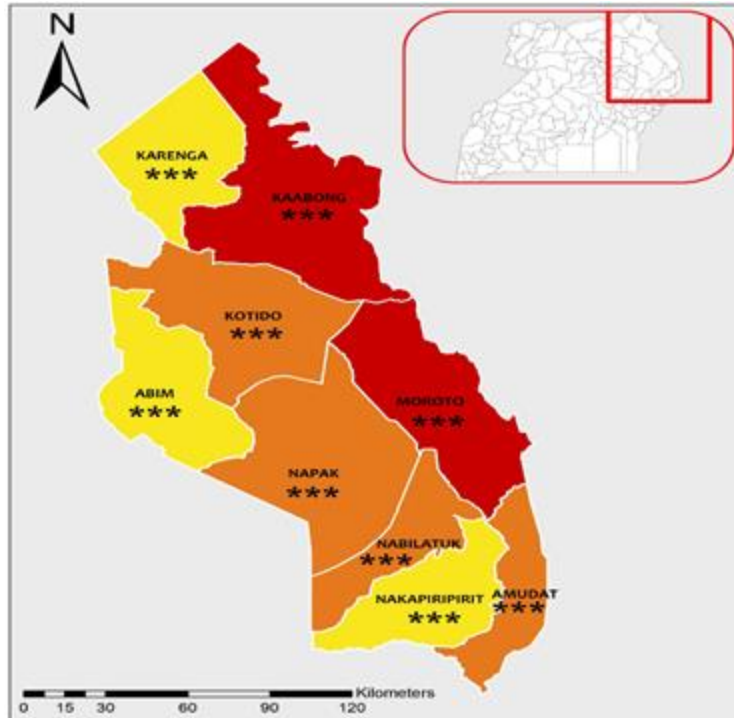 N
KARENGA
***
KAABONG
***
KOTIDO
***
ABIM
***
MOROTO
***
NAPAK
***
NABILATUK
***
NAKAPIRIPIRIT
***
AMUDAT
***
Kilometers
0 15 30 60 90 120